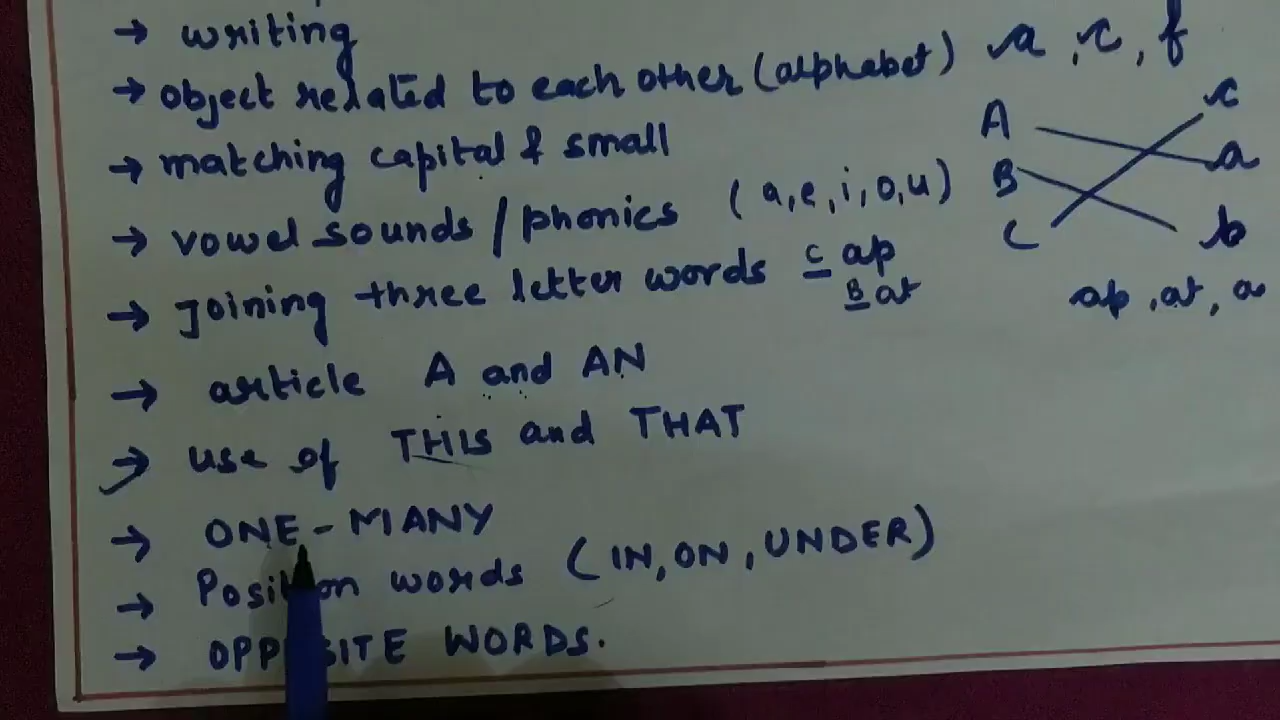 → writing
→ object related to each other (alphabet) a, c, f
→ matching capital & small
A c
B a
C b
→ vowel sounds / phonics (a, e, i, o, u)
→ joining three letter words C ap
B at
ap, at, a
→ article A and AN
→ use of THIS and THAT
→ ONE - MANY
→ Position words (IN, ON, UNDER)
→ OPPOSITE WORDS.